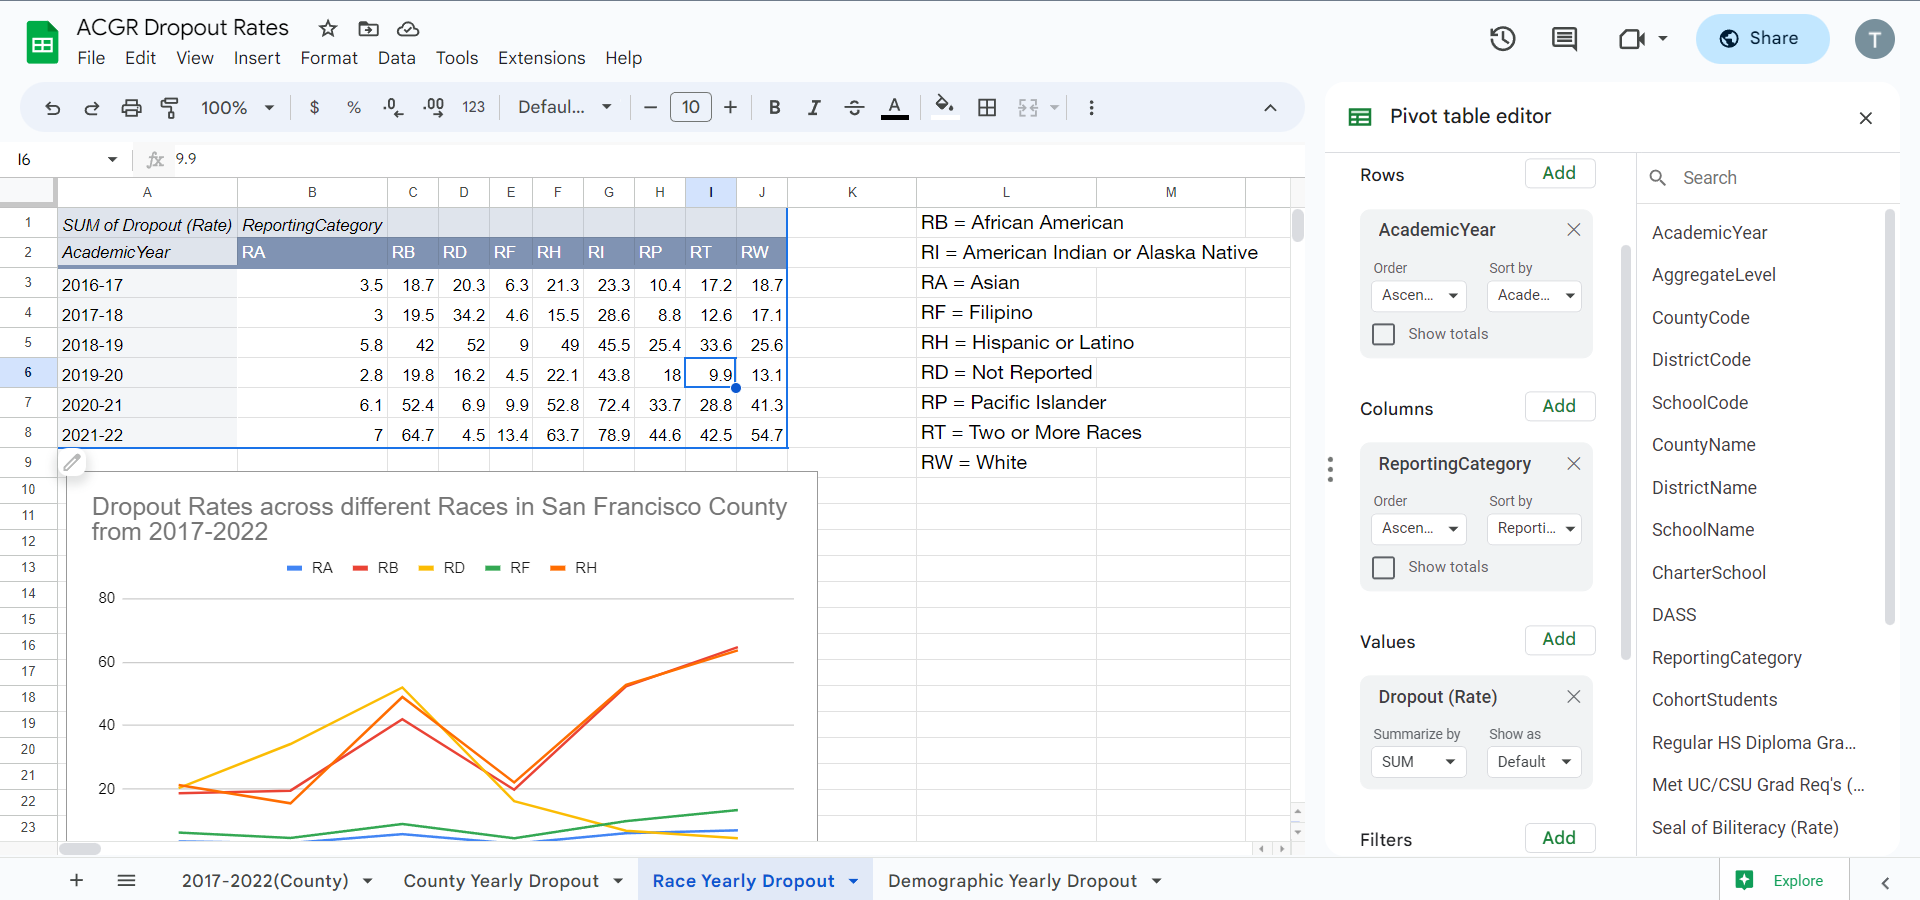 ACGR Dropout Rates
File Edit View Insert Format Data Tools Extensions Help
Share
T
100% $ % .0 .00 123 Defaul... − 10 + B I S A
I6 fx 9.9
A B C D E F G H I J K L M
1 SUM of Dropout (Rate) ReportingCategory RB = African American
2 AcademicYear RA RB RD RF RH RI RP RT RW RI = American Indian or Alaska Native
3 2016-17 3.5 18.7 20.3 6.3 21.3 23.3 10.4 17.2 18.7 RA = Asian
4 2017-18 3 19.5 34.2 4.6 15.5 28.6 8.8 12.6 17.1 RF = Filipino
5 2018-19 5.8 42 52 9 49 45.5 25.4 33.6 25.6 RH = Hispanic or Latino
6 2019-20 2.8 19.8 16.2 4.5 22.1 43.8 18 9.9 13.1 RD = Not Reported
7 2020-21 6.1 52.4 6.9 9.9 52.8 72.4 33.7 28.8 41.3 RP = Pacific Islander
8 2021-22 7 64.7 4.5 13.4 63.7 78.9 44.6 42.5 54.7 RT = Two or More Races
9 RW = White
10
11
12
13
14
15
16
17
18
19
20
21
22
23
Dropout Rates across different Races in San Francisco County
from 2017-2022
RA RB RD RF RH
80
60
40
20
Pivot table editor
Rows Add
AcademicYear
Order Sort by
Ascen... Acade...
Show totals
Columns Add
ReportingCategory
Order Sort by
Ascen... Reporti...
Show totals
Values Add
Dropout (Rate)
Summarize by Show as
SUM Default
Filters Add
Search
AcademicYear
AggregateLevel
CountyCode
DistrictCode
SchoolCode
CountyName
DistrictName
SchoolName
CharterSchool
DASS
ReportingCategory
CohortStudents
Regular HS Diploma Gra...
Met UC/CSU Grad Req's (...
Seal of Biliteracy (Rate)
+ 2017-2022(County) County Yearly Dropout Race Yearly Dropout Demographic Yearly Dropout Explore